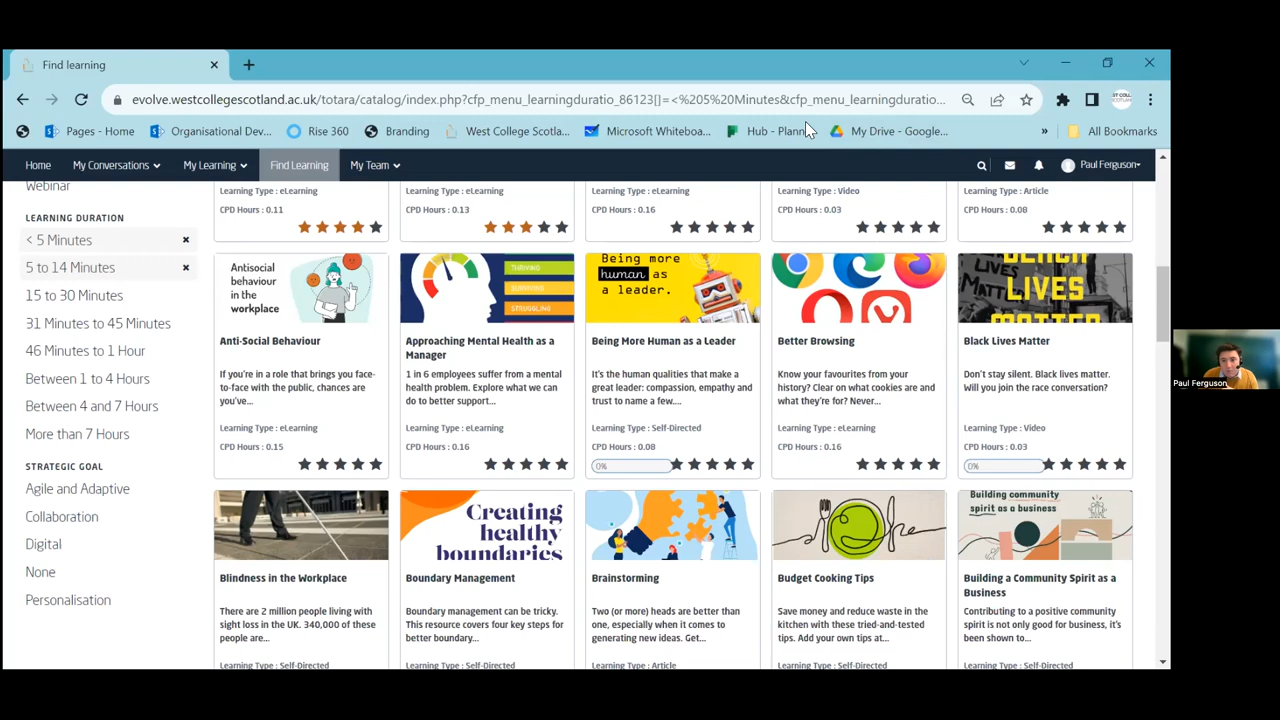 Find learning
evolve.westcollegescotland.ac.uk/totara/catalog/index.php?cfp_menu_learningduratio_86123[]=<%205%20Minutes&cfp_menu_learningduratio...
Pages - Home
Organisational Dev...
Rise 360
Branding
West College Scotla...
Microsoft Whiteboa...
Hub - Plann
My Drive - Google...
»
All Bookmarks
Home
My Conversations
My Learning
Find Learning
My Team
Paul Ferguson
Webinar
LEARNING DURATION
< 5 Minutes
5 to 14 Minutes
15 to 30 Minutes
31 Minutes to 45 Minutes
46 Minutes to 1 Hour
Between 1 to 4 Hours
Between 4 and 7 Hours
More than 7 Hours
STRATEGIC GOAL
Agile and Adaptive
Collaboration
Digital
None
Personalisation
Learning Type : eLearning
CPD Hours : 0.11
Learning Type : eLearning
CPD Hours : 0.13
Learning Type : eLearning
CPD Hours : 0.16
Learning Type : Video
CPD Hours : 0.03
Learning Type : Article
CPD Hours : 0.08
Antisocial
behaviour
in the
workplace
Anti-Social Behaviour
If you're in a role that brings you face-
to-face with the public, chances are
you've...
Learning Type : eLearning
CPD Hours : 0.15
THRIVING
SURVIVING
STRUGGLING
Approaching Mental Health as a
Manager
1 in 6 employees suffer from a mental
health problem. Explore what we can
do to better support...
Learning Type : eLearning
CPD Hours : 0.16
Being more
human as
a leader.
Being More Human as a Leader
It's the human qualities that make a
great leader: compassion, empathy and
trust to name a few....
Learning Type : Self-Directed
CPD Hours : 0.08
0%
Better Browsing
Know your favourites from your
history? Clear on what cookies are and
what they're for? Never...
Learning Type : eLearning
CPD Hours : 0.16
BLACK
LIVES
MATTER
LIVES
MATTER
Black Lives Matter
Don't stay silent. Black lives matter.
Will you join the race conversation?
Learning Type : Video
CPD Hours : 0.03
0%
Blindness in the Workplace
There are 2 million people living with
sight loss in the UK. 340,000 of these
people are...
Learning Type : Self-Directed
Creating
healthy
boundaries
Boundary Management
Boundary management can be tricky.
This resource covers four key steps for
better boundary...
Learning Type : Self-Directed
Brainstorming
Two (or more) heads are better than
one, especially when it comes to
generating new ideas. Get...
Learning Type : Article
Budget Cooking Tips
Save money and reduce waste in the
kitchen with these tried-and-tested
tips. Add your own tips at...
Learning Type : Self-Directed
Building community
spirit as a business
Building a Community Spirit as a
Business
Contributing to a positive community
spirit is not only good for business, it's
been shown to...
Learning Type : Self-Directed
Paul Ferguson